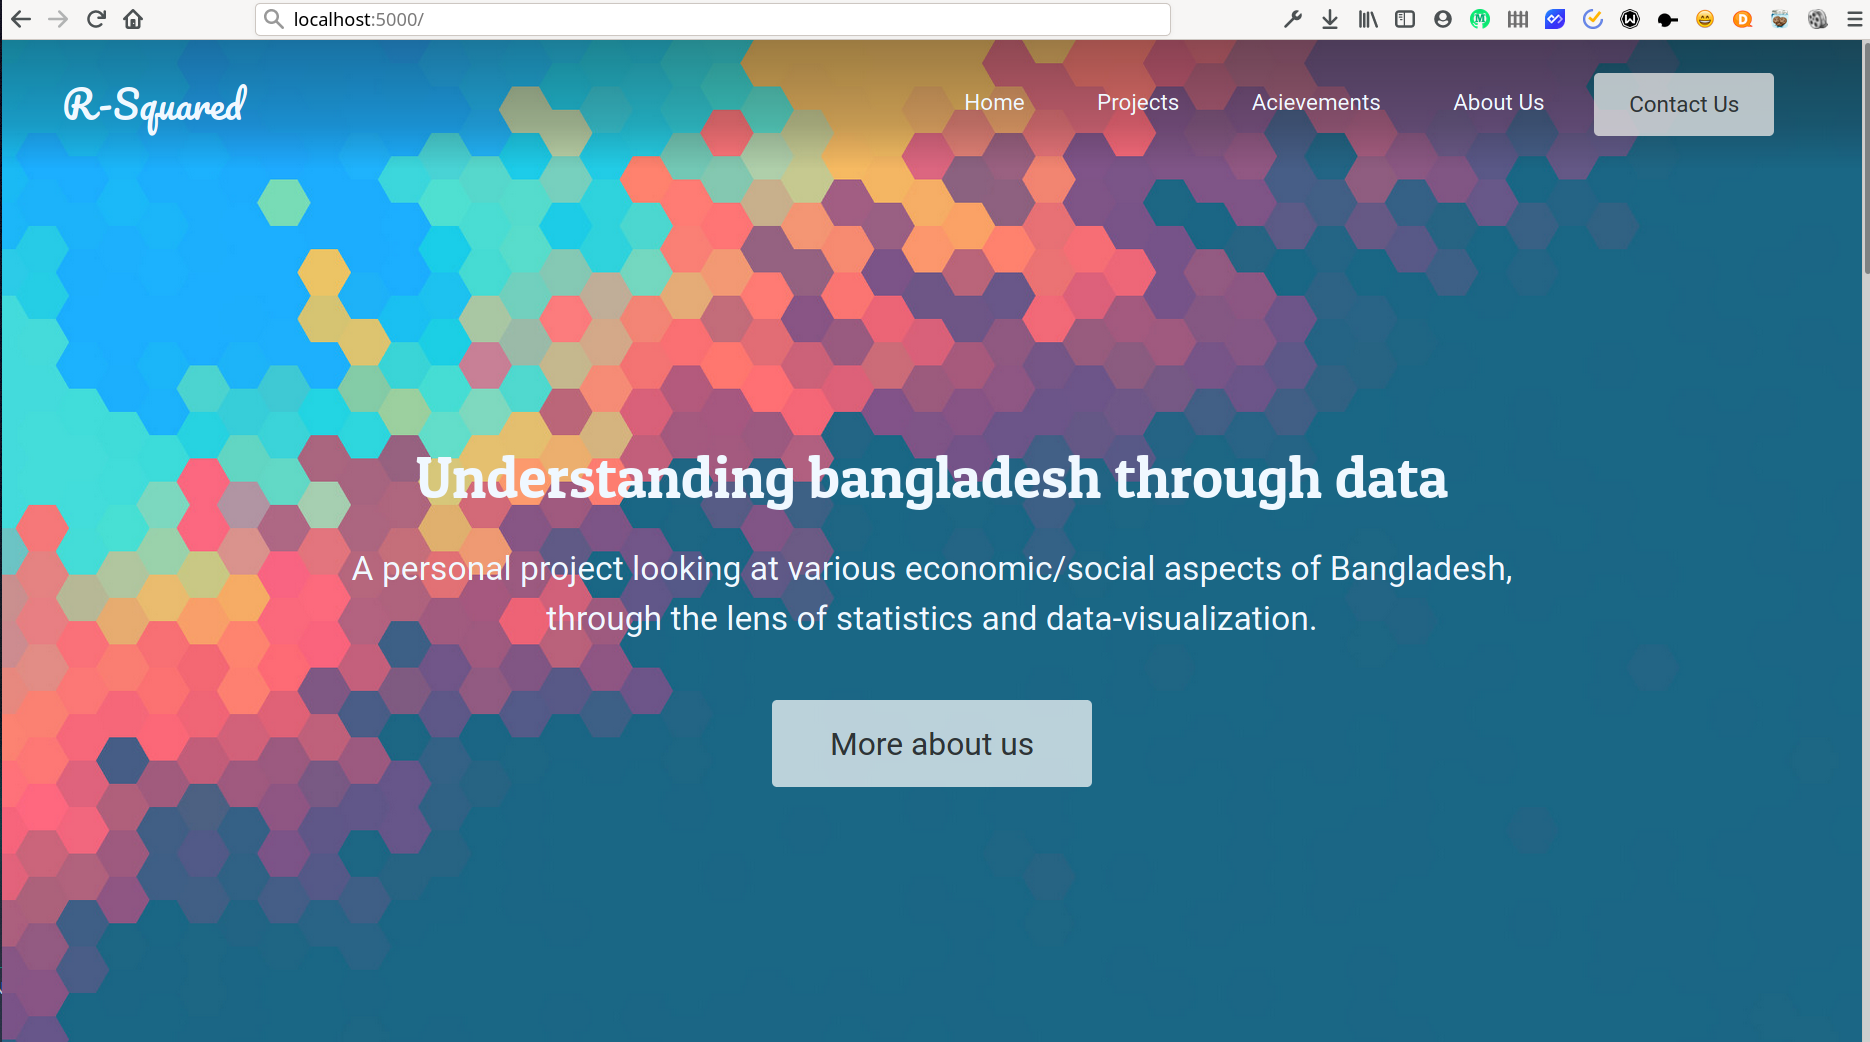 localhost:5000/
R-Squared
Home Projects Acievements About Us Contact Us
Understanding bangladesh through data
A personal project looking at various economic/social aspects of Bangladesh,
through the lens of statistics and data-visualization.
More about us